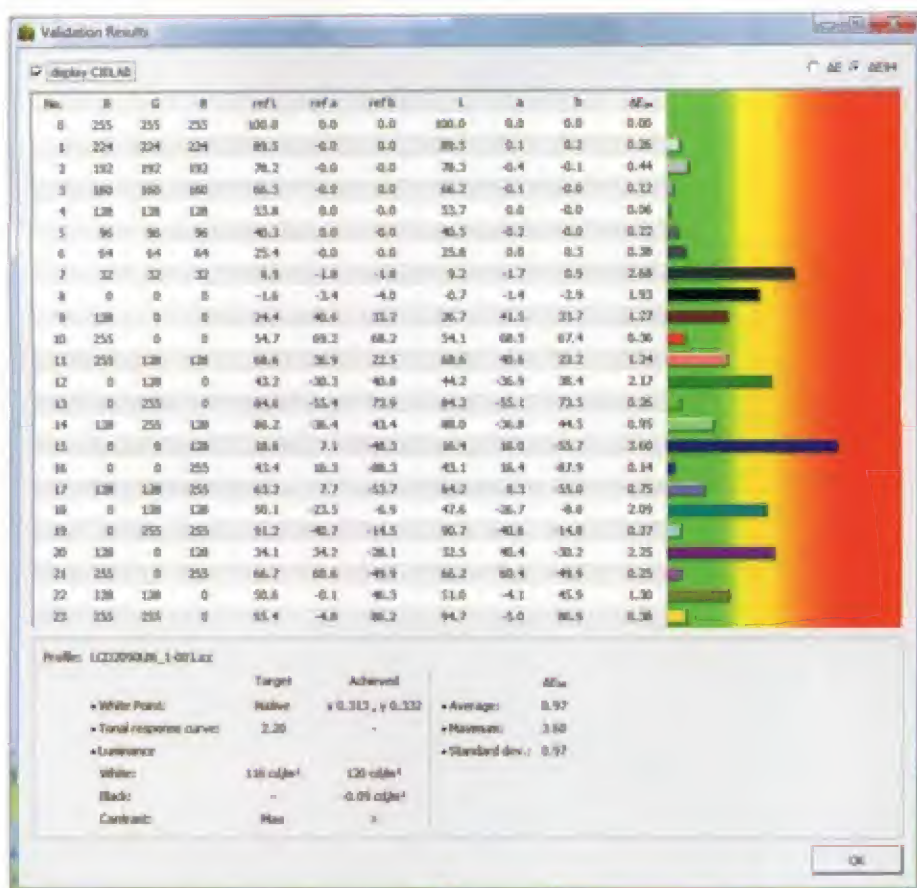 Validation Results
display CIELAB ΔE ΔE94
No. R G B ref L ref a ref b L a b ΔE₉₄
0 255 255 255 100.0 0.0 0.0 100.0 0.0 0.0 0.00
1 224 224 224 89.5 -0.0 0.0 89.5 0.1 0.2 0.26
2 192 192 192 78.2 -0.0 0.0 78.3 -0.4 -0.1 0.44
3 160 160 160 66.3 -0.0 0.0 66.2 -0.1 -0.0 0.12
4 128 128 128 53.8 0.0 -0.0 53.7 0.0 -0.0 0.06
5 96 96 96 40.3 0.0 -0.0 40.5 -0.2 -0.0 0.22
6 64 64 64 25.4 -0.0 0.0 25.8 0.0 0.3 0.38
7 32 32 32 -1.8 -1.8 9.2 -1.7 0.9 2.68
8 0 0 0 -1.6 -3.4 -4.0 -0.7 -1.4 -2.9 1.93
9 128 0 0 24.4 40.6 33.2 26.7 41.5 33.7 1.27
10 255 0 0 54.7 69.2 68.2 54.1 68.5 67.4 0.36
11 255 128 128 68.6 38.9 22.5 68.6 40.6 23.2 1.24
12 0 128 0 43.2 -30.3 40.8 44.2 -36.9 38.4 2.17
13 0 255 0 84.6 -55.4 73.9 84.2 -55.1 73.5 0.26
14 128 255 128 86.2 -36.4 43.4 88.0 -36.8 44.5 0.95
15 0 0 128 18.6 7.1 -48.3 16.4 18.0 -55.7 3.60
16 0 0 255 43.4 16.3 -88.3 43.1 16.4 -87.9 0.14
17 128 128 255 63.3 7.7 -53.7 64.2 8.3 -55.0 0.75
18 0 128 128 50.1 -23.5 -6.9 47.6 -26.7 -8.8 2.09
19 0 255 255 91.2 -40.7 -14.5 90.7 -40.6 -14.8 0.27
20 128 0 128 34.1 34.2 -28.1 32.5 40.4 -30.2 2.25
21 255 0 255 66.7 60.6 -49.9 66.2 60.4 -49.9 0.25
22 128 128 0 50.6 46.3 51.0 -4.1 45.9 1.30
23 255 255 0 95.4 -4.8 80.2 94.7 -5.0 80.9 0.36
Profile:
Target Achieved ΔE₉₄
• White Point: Native x 0.313, y 0.332 • Average: 0.97
• Tonal response curve: 2.20 - • Maximum: 3.60
• Luminance • Standard dev.: 0.97
White: 120 cd/m²
Black: - -0.09 cd/m²
Contrast: Max
OK